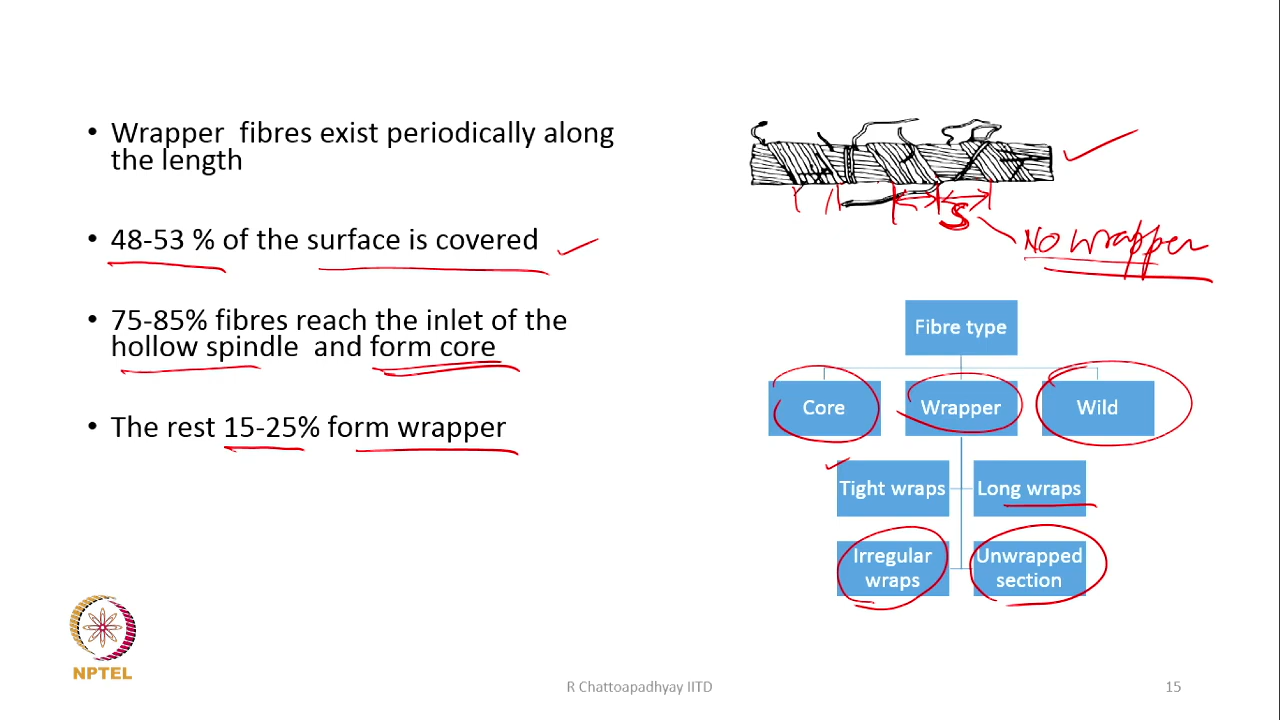 • Wrapper fibres exist periodically along
the length
• 48-53 % of the surface is covered
• 75-85% fibres reach the inlet of the
hollow spindle and form core
• The rest 15-25% form wrapper
S
No wrapper
Fibre type
Core
Wrapper
Wild
Tight wraps
Long wraps
Irregular
wraps
Unwrapped
section
NPTEL
R Chattoapadhyay IITD
15